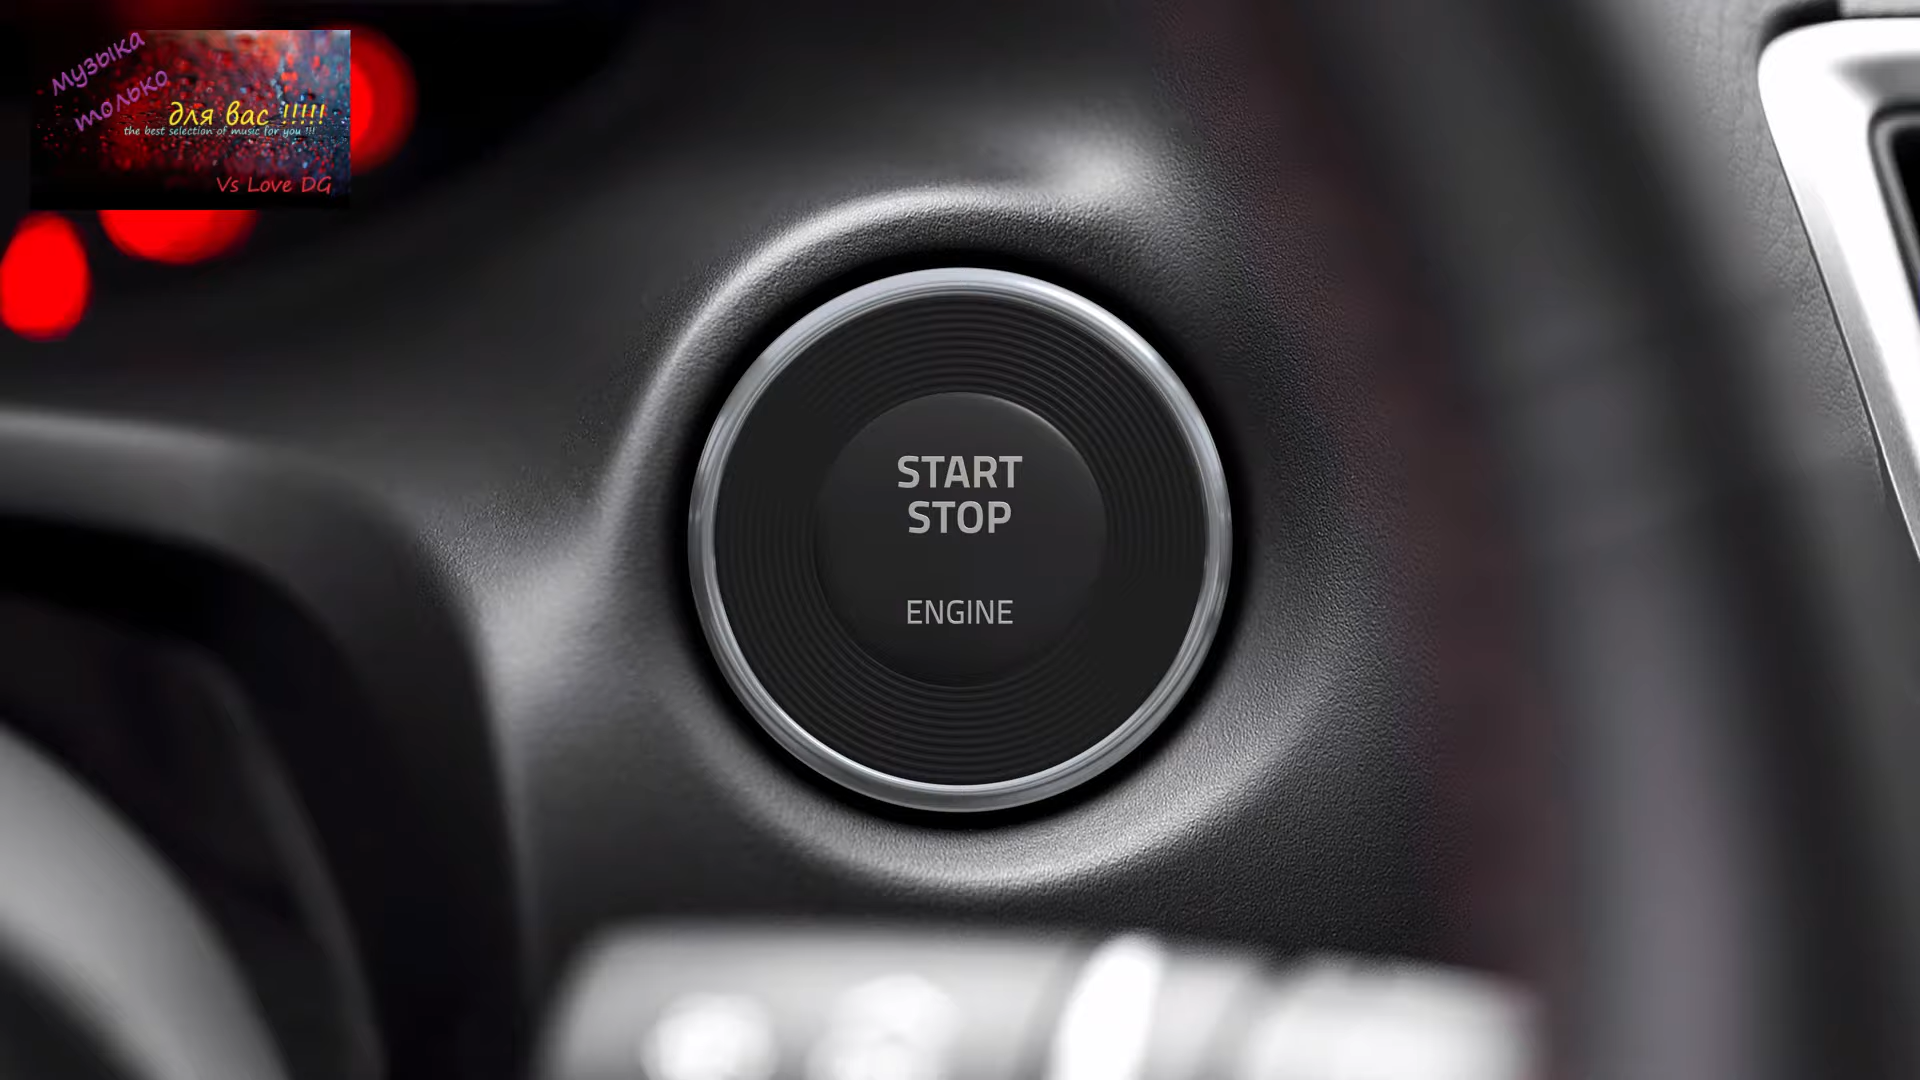 Музыка
только
для вас !!!!!
the best selection of music for you !!!
Vs Love DG
START
STOP
ENGINE